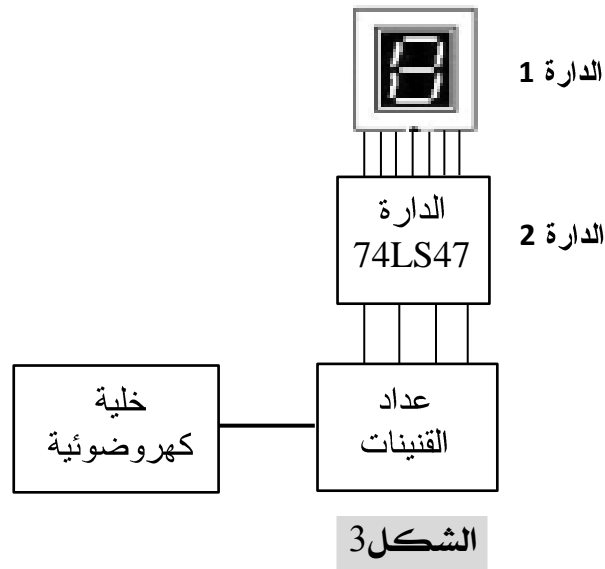 الدارة 1
الدارة
74LS47
الدارة 2
خلية
كهروضوئية
عداد
القنينات
الشكل3